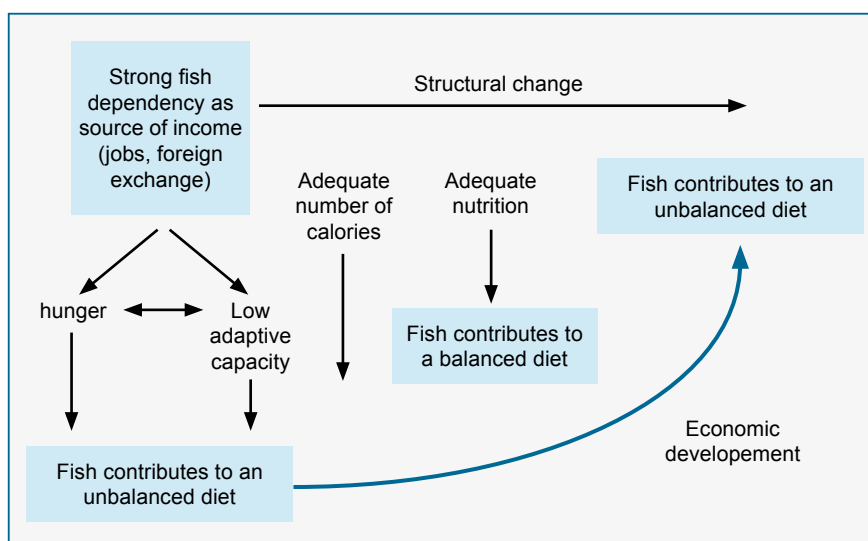 Strong fish
dependency as
source of income
(jobs, foreign
exchange)
Structural change
Adequate
number of
calories
Adequate
nutrition
Fish contributes to an
unbalanced diet
hunger
Low
adaptive
capacity
Fish contributes to
a balanced diet
Economic
developement
Fish contributes to an
unbalanced diet